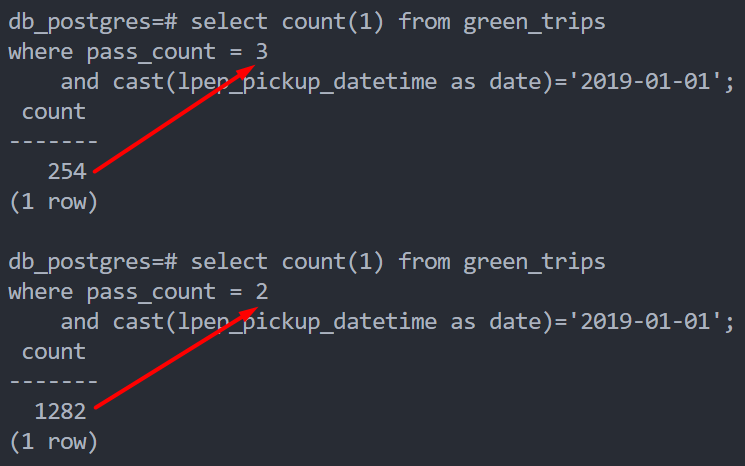 db_postgres=# select count(1) from green_trips
where pass_count = 3
    and cast(lpep_pickup_datetime as date)='2019-01-01';
 count
-------
   254
(1 row)

db_postgres=# select count(1) from green_trips
where pass_count = 2
    and cast(lpep_pickup_datetime as date)='2019-01-01';
 count
-------
  1282
(1 row)